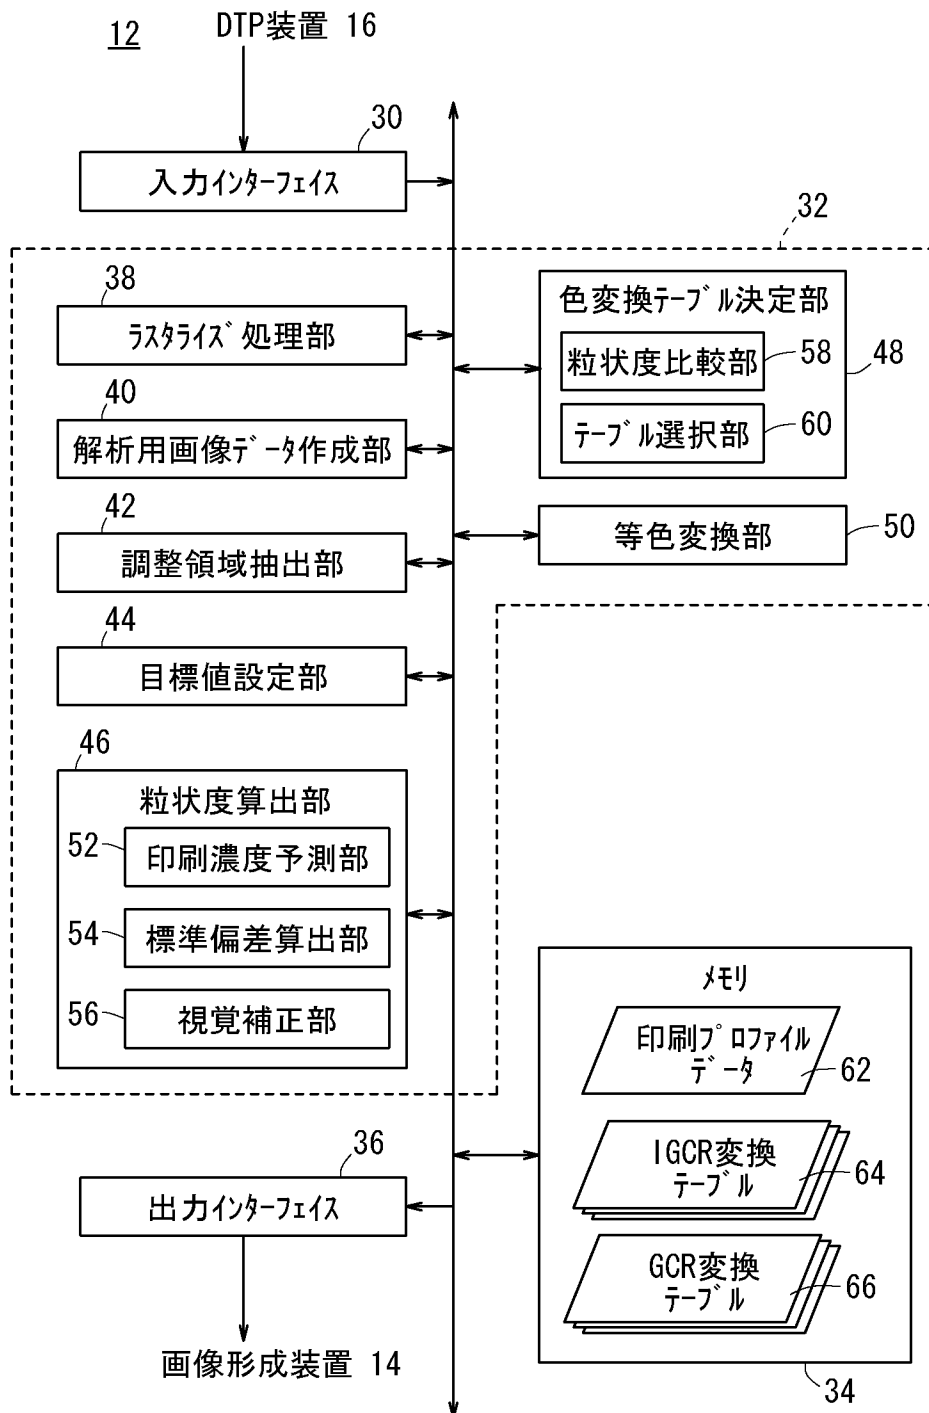 12
DTP装置 16
30
入力インターフェイス
32
38
ラスタライズ処理部
40
解析用画像データ作成部
42
調整領域抽出部
44
目標値設定部
46
粒状度算出部
52
印刷濃度予測部
54
標準偏差算出部
56
視覚補正部
色変換テーブル決定部
粒状度比較部
58
48
テーブル選択部
60
等色変換部
50
メモリ
印刷プロファイル
データ
62
IGCR変換
テーブル
64
GCR変換
テーブル
66
34
36
出力インターフェイス
画像形成装置 14